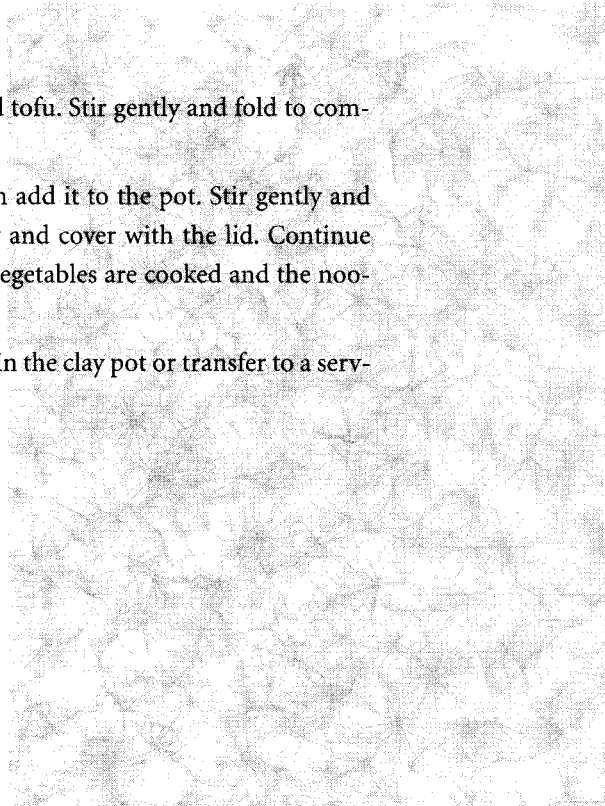 tofu. Stir gently and fold to com-
add it to the pot. Stir gently and
and cover with the lid. Continue
egetables are cooked and the noo-
in the clay pot or transfer to a serv-